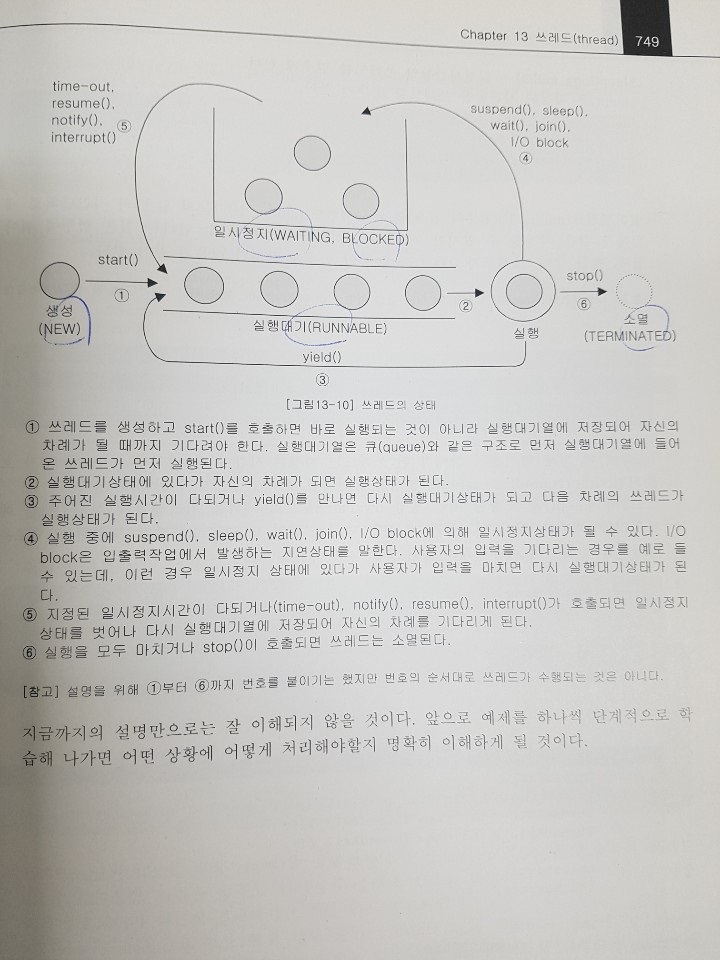 Chapter 13 쓰레드(thread) 749
time-out,
resume(),
notify(), ⑤
interrupt()
suspend(), sleep(),
wait(), join(),
I/O block
④
일시정지(WAITING, BLOCKED)
start()
①
생성
(NEW)
실행대기(RUNNABLE)
②
실행
stop()
⑥
소멸
(TERMINATED)
yield()
③
[그림13-10] 쓰레드의 상태
① 쓰레드를 생성하고 start()를 호출하면 바로 실행되는 것이 아니라 실행대기열에 저장되어 자신의
차례가 될 때까지 기다려야 한다. 실행대기열은 큐(queue)와 같은 구조로 먼저 실행대기열에 들어
온 쓰레드가 먼저 실행된다.
② 실행대기상태에 있다가 자신의 차례가 되면 실행상태가 된다.
③ 주어진 실행시간이 다되거나 yield()를 만나면 다시 실행대기상태가 되고 다음 차례의 쓰레드가
실행상태가 된다.
④ 실행 중에 suspend(), sleep(), wait(), join(), I/O block에 의해 일시정지상태가 될 수 있다. I/O
block은 입출력작업에서 발생하는 지연상태를 말한다. 사용자의 입력을 기다리는 경우를 예로 들
수 있는데, 이런 경우 일시정지 상태에 있다가 사용자가 입력을 마치면 다시 실행대기상태가 된
다.
⑤ 지정된 일시정지시간이 다되거나(time-out), notify(), resume(), interrupt()가 호출되면 일시정지
상태를 벗어나 다시 실행대기열에 저장되어 자신의 차례를 기다리게 된다.
⑥ 실행을 모두 마치거나 stop()이 호출되면 쓰레드는 소멸된다.
[참고] 설명을 위해 ①부터 ⑥까지 번호를 붙이기는 했지만 번호의 순서대로 쓰레드가 수행되는 것은 아니다.
지금까지의 설명만으로는 잘 이해되지 않을 것이다. 앞으로 예제를 하나씩 단계적으로 학
습해 나가면 어떤 상황에 어떻게 처리해야할지 명확히 이해하게 될 것이다.